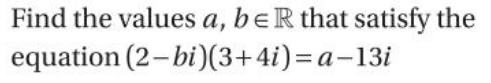 Find the values a, b∈ℝ that satisfy the
equation (2−bi)(3+4i)=a−13i